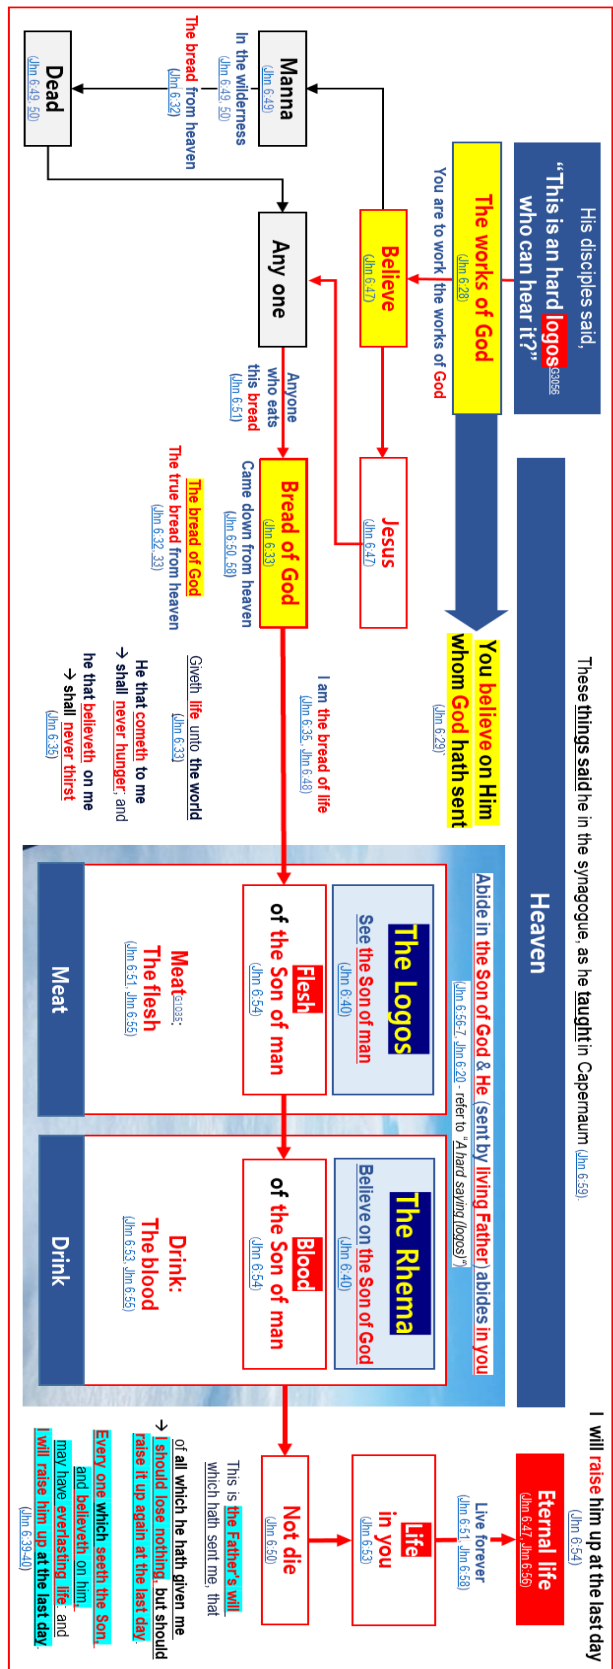 These things said he in the synagogue, as he taught in Capernaum (Jhn 6:59).
I will raise him up at the last day
(Jhn 6:54)
His disciples said,
“This is an hard logosG3056
who can hear it?”
Heaven
Eternal life
(Jhn 6:47, Jhn 6:56)
The works of God
(Jhn 6:28)
You are to work the works of God
You believe on Him
whom God hath sent
(Jhn 6:29)
Abide in the Son of God & He (sent by living Father) abides in you
(Jhn 6:56-7, Jhn 6:20 - refer to “A hard saying (logos)“)
Live forever
(Jhn 6:51, Jhn 6:58)
Believe
(Jhn 6:47)
Jesus
(Jhn 6:47)
The Logos
See the Son of man
(Jhn 6:40)
The Rhema
Believe on the Son of God
(Jhn 6:40)
Life
in you
(Jhn 6:53)
Manna
(Jhn 6:49)
In the wilderness
(Jhn 6:49, 50)
The bread from heaven
(Jhn 6:32)
Dead
(Jhn 6:49, 50)
Any one
Anyone
who eats
this bread
(Jhn 6:51)
Bread of God
(Jhn 6:33)
Came down from heaven
(Jhn 6:50, 58)
The bread of God
The true bread from heaven
(Jhn 6:32, 33)
I am the bread of life
(Jhn 6:35, Jhn 6:48)
Giveth life unto the world
(Jhn 6:33)
He that cometh to me
→ shall never hunger; and
he that believeth on me
→ shall never thirst
(Jhn 6:35)
Flesh
of the Son of man
(Jhn 6:54)
Meat G1035:
The flesh
(Jhn 6:51, Jhn 6:55)
Meat
Blood
of the Son of man
(Jhn 6:54)
Drink:
The blood
(Jhn 6:53, Jhn 6:55)
Drink
Not die
(Jhn 6:50)
This is the Father's will
which hath sent me, that
of all which he hath given me
→ I should lose nothing, but should
raise it up again at the last day.
Every one which seeth the Son,
and believeth on him,
may have everlasting life: and
I will raise him up at the last day.
(Jhn 6:39-40)